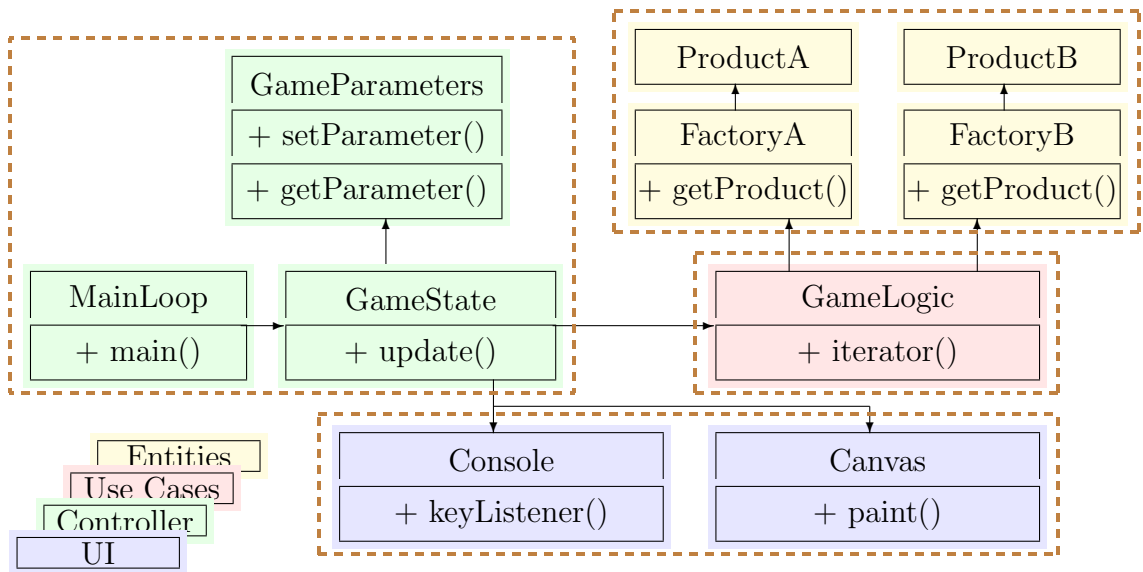 GameParameters
+ setParameter()
+ getParameter()
ProductA
ProductB
FactoryA
+ getProduct()
FactoryB
+ getProduct()
MainLoop
+ main()
GameState
+ update()
GameLogic
+ iterator()
Console
+ keyListener()
Canvas
+ paint()
Entities
Use Cases
Controller
UI